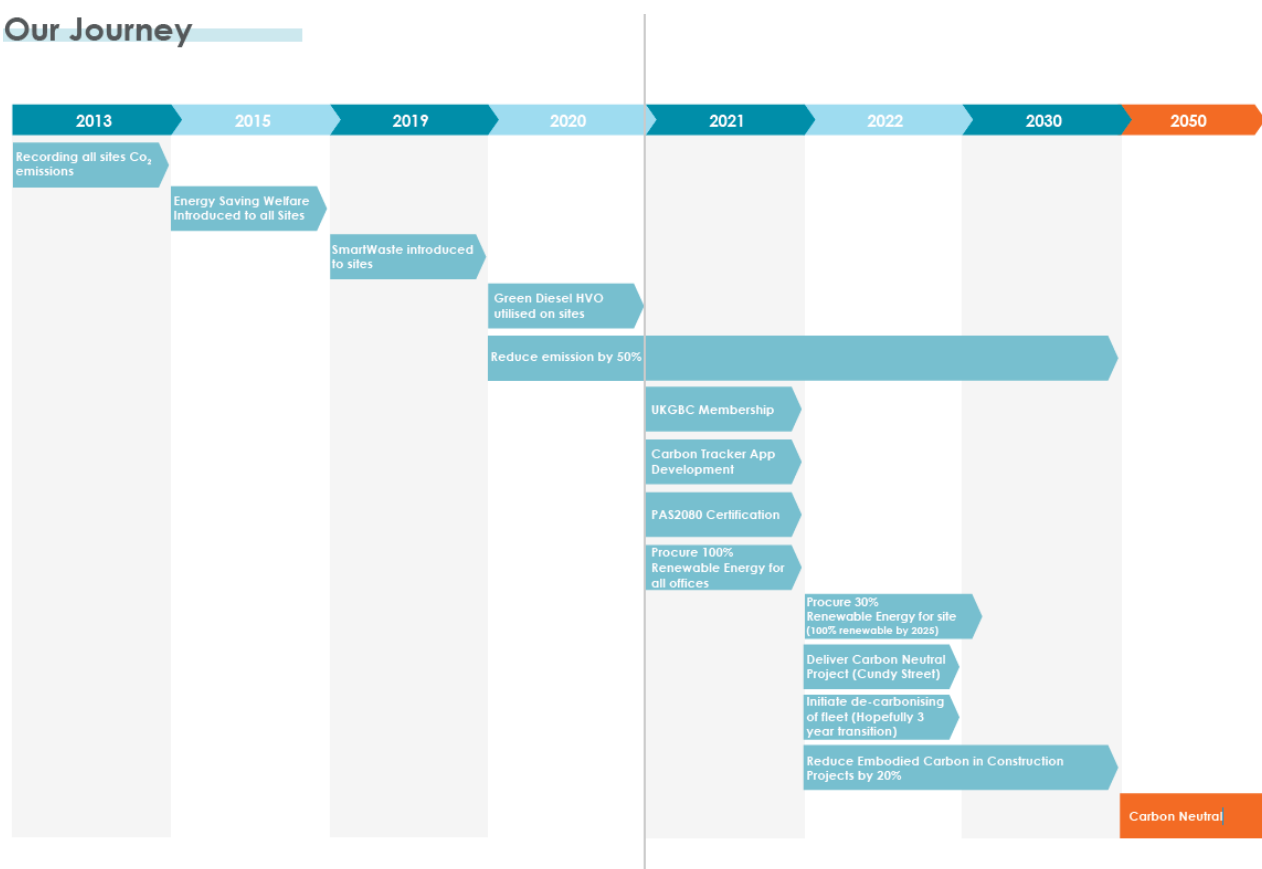 Our Journey
2013 2015 2019 2020 2021 2022 2030 2050
Recording all sites Co₂
emissions
Energy Saving Welfare
Introduced to all Sites
SmartWaste introduced
to sites
Green Diesel HVO
utilised on sites
Reduce emission by 50%
UKGBC Membership
Carbon Tracker App
Development
PAS2080 Certification
Procure 100%
Renewable Energy for
all offices
Procure 30%
Renewable Energy for site
(100% renewable by 2025)
Deliver Carbon Neutral
Project (Cundy Street)
Initiate de-carbonising
of fleet (Hopefully 3
year transition)
Reduce Embodied Carbon in Construction
Projects by 20%
Carbon Neutral